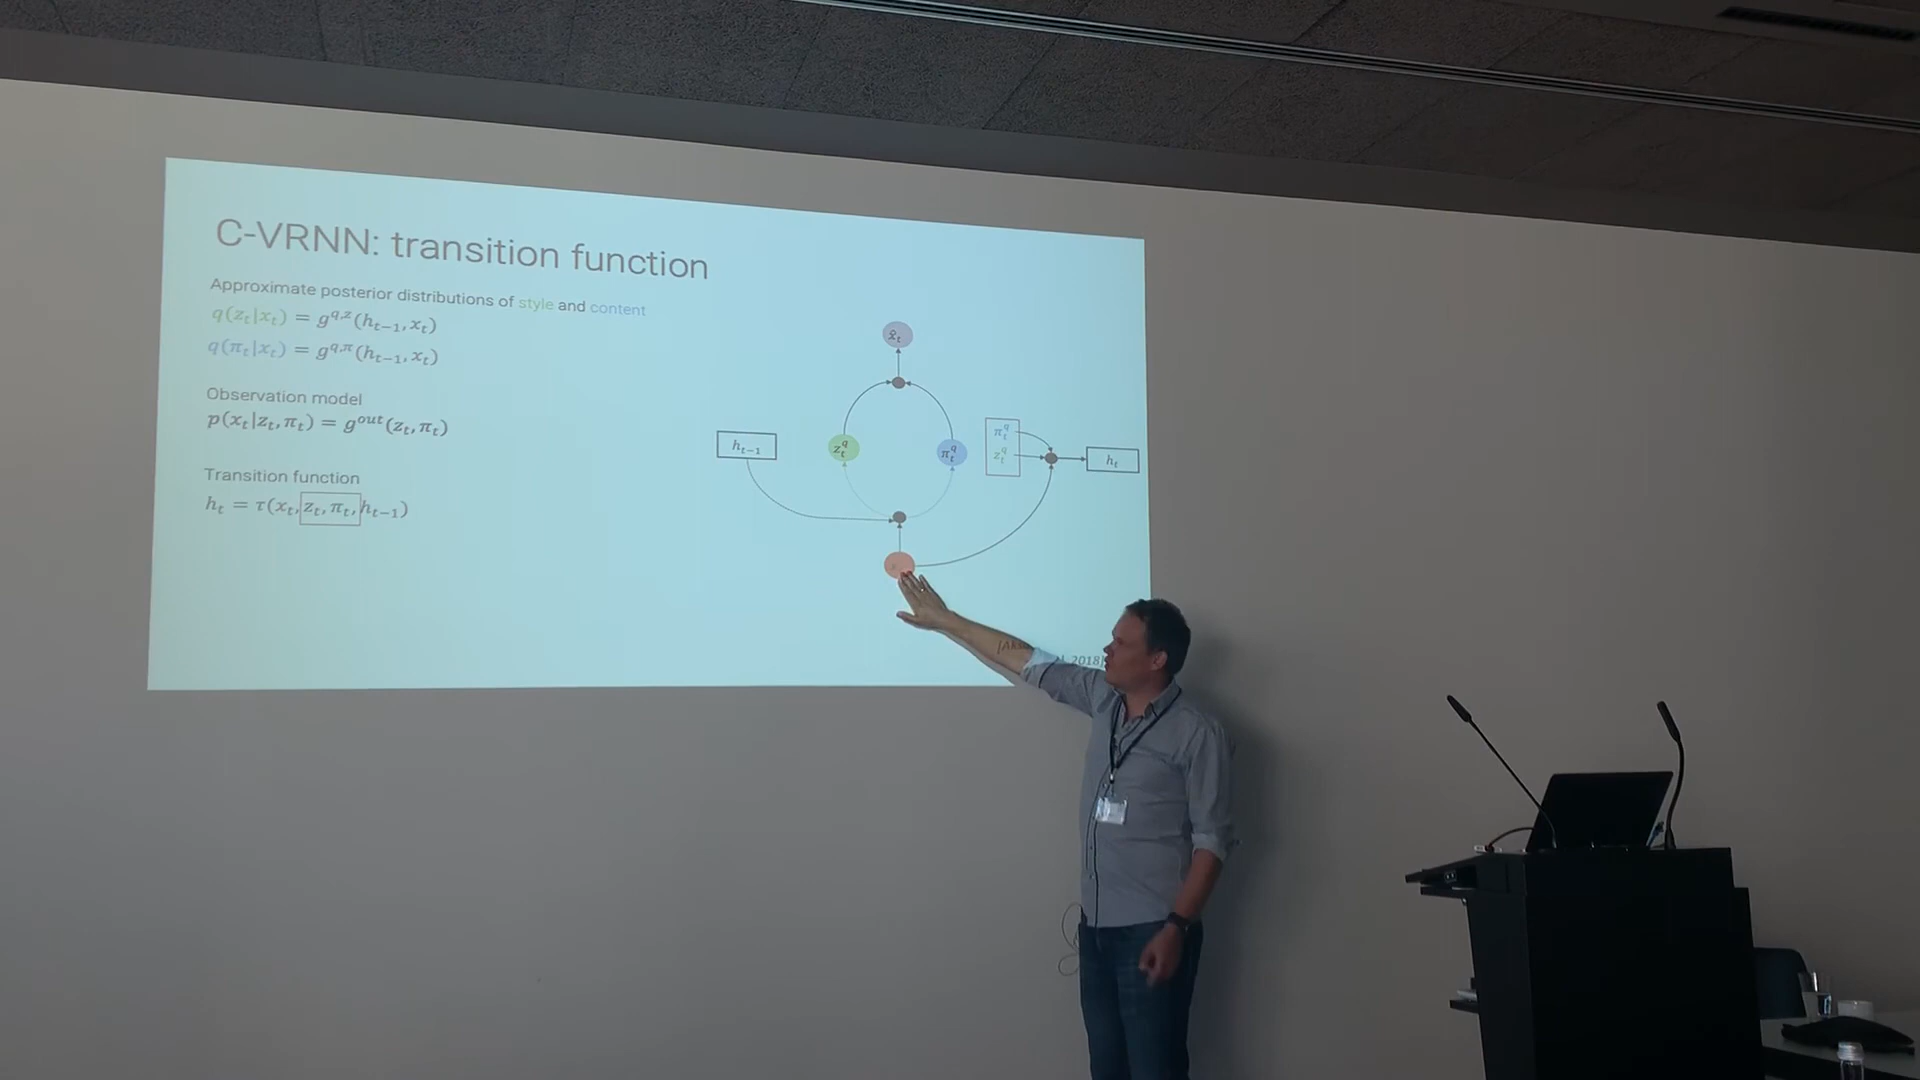 C-VRNN: transition function
Approximate posterior distributions of style and content
q(z_t|x_t) = g^{q,z}(h_{t-1}, x_t)
q(π_t|x_t) = g^{q,π}(h_{t-1}, x_t)
Observation model
p(x_t|z_t, π_t) = g^{out}(z_t, π_t)
Transition function
h_t = τ(x_t, z_t, π_t, h_{t-1})
x̂_t
h_{t-1}
z_t^q
π_t^q
π_t^q
z_t^q
h_t
2018]